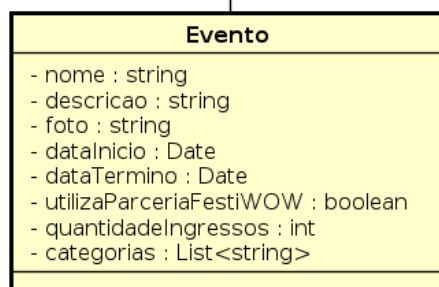 Evento
- nome : string
- descricao : string
- foto : string
- dataInicio : Date
- dataTermino : Date
- utilizaParceriaFestiWOW : boolean
- quantidadeIngressos : int
- categorias : List<string>